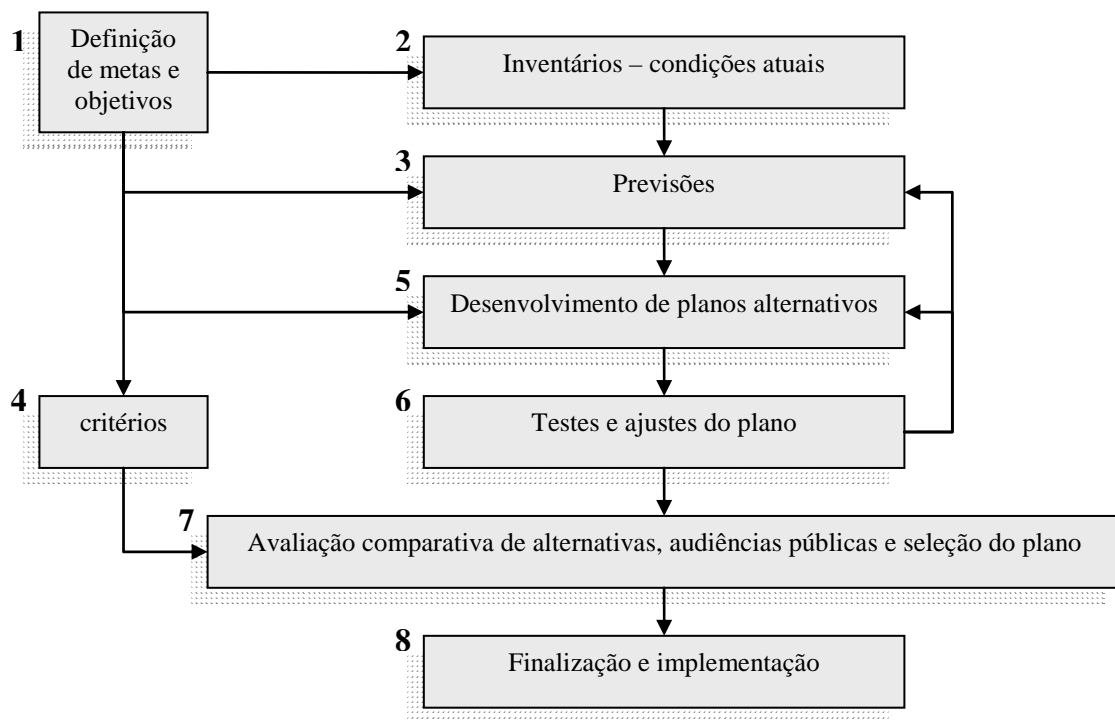 1
Definição
de metas e
objetivos
2
Inventários – condições atuais
3
Previsões
5
Desenvolvimento de planos alternativos
4
critérios
6
Testes e ajustes do plano
7
Avaliação comparativa de alternativas, audiências públicas e seleção do plano
8
Finalização e implementação